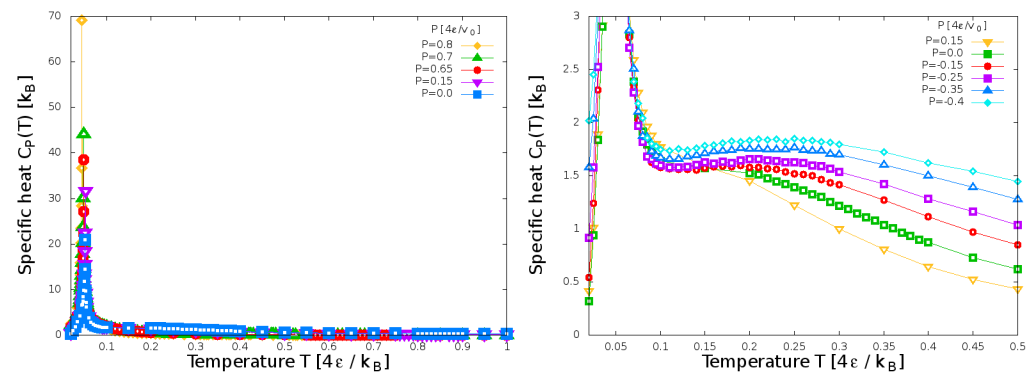 70
60
50
40
30
20
10
0
0.1 0.2 0.3 0.4 0.5 0.6 0.7 0.8 0.9 1
Specific heat C_P(T) [k_B]
Temperature T [4ε / k_B]
P [4ε/v_0]
P=0.8
P=0.7
P=0.65
P=0.15
P=0.0
3
2.5
2
1.5
1
0.5
0
0.05 0.1 0.15 0.2 0.25 0.3 0.35 0.4 0.45 0.5
Specific heat C_P(T) [k_B]
Temperature T [4ε / k_B]
P [4ε/v_0]
P=0.15
P=0.0
P=-0.15
P=-0.25
P=-0.35
P=-0.4